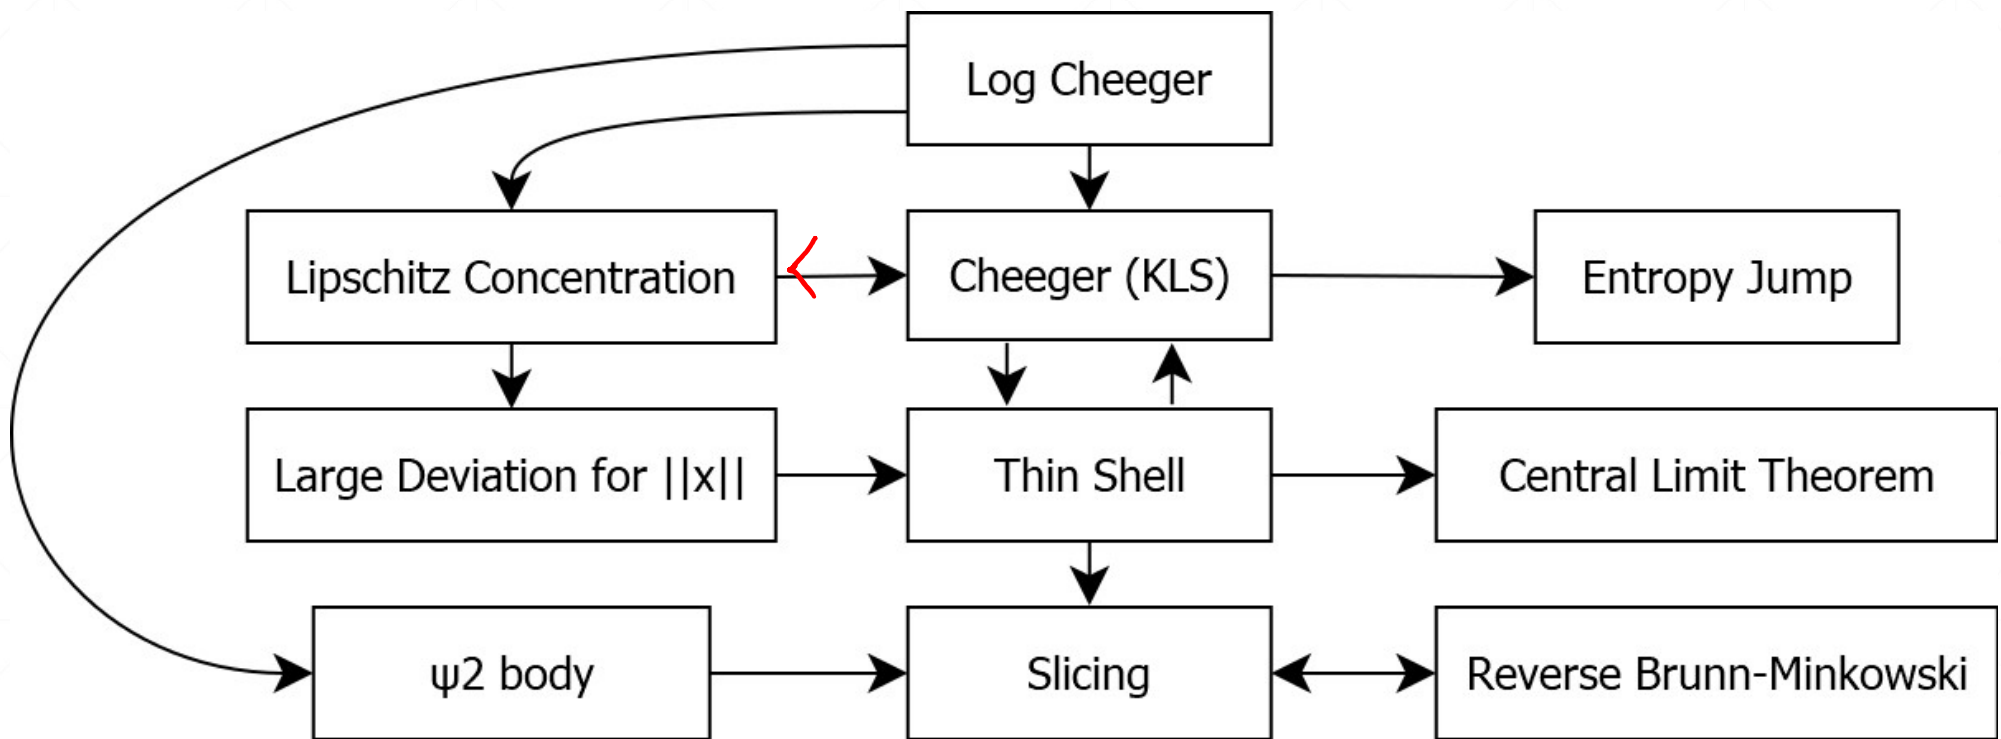 Log Cheeger
Lipschitz Concentration
Cheeger (KLS)
Entropy Jump
Large Deviation for ||x||
Thin Shell
Central Limit Theorem
ψ2 body
Slicing
Reverse Brunn-Minkowski